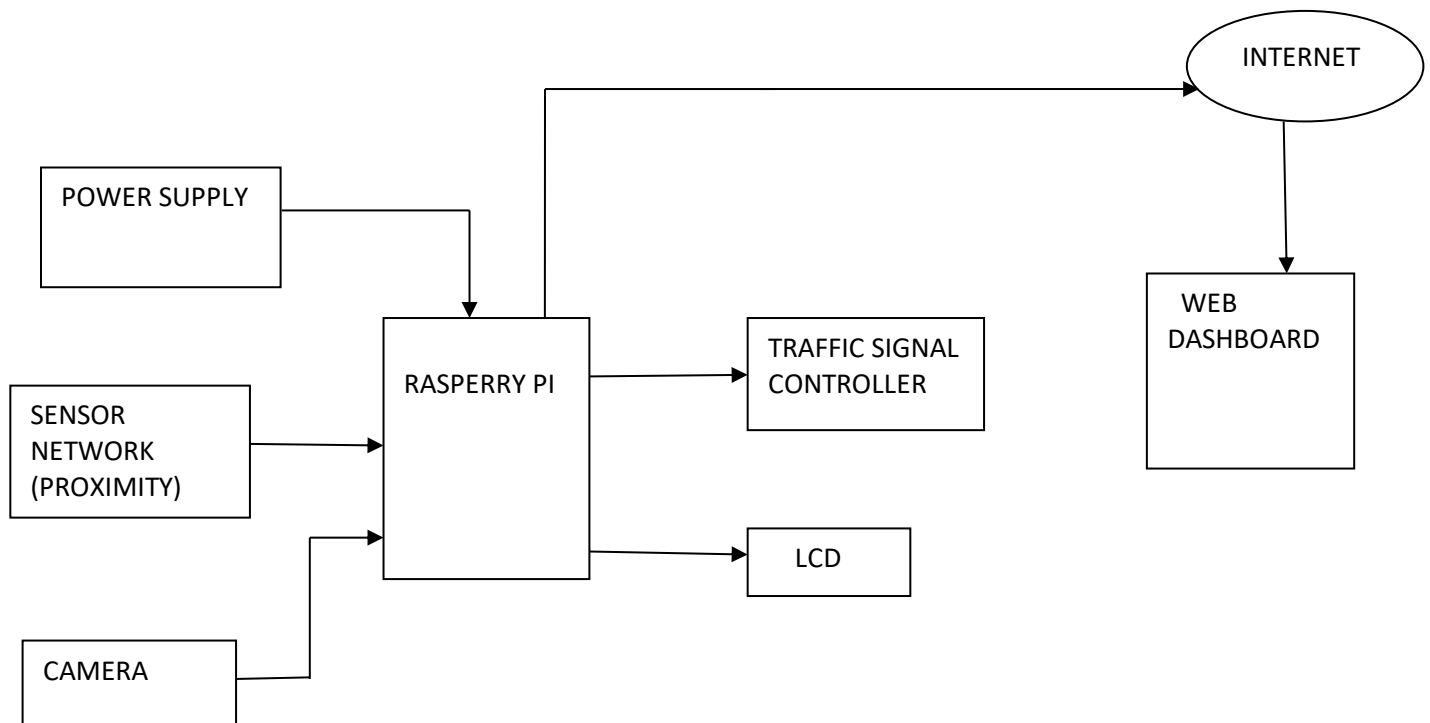 INTERNET
POWER SUPPLY
WEB
DASHBOARD
TRAFFIC SIGNAL
CONTROLLER
RASPERRY PI
SENSOR
NETWORK
(PROXIMITY)
LCD
CAMERA